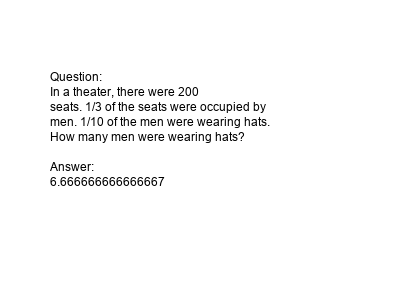 Question:
In a theater, there were 200
seats. 1/3 of the seats were occupied by
men. 1/10 of the men were wearing hats.
How many men were wearing hats?
Answer:
6.666666666666667